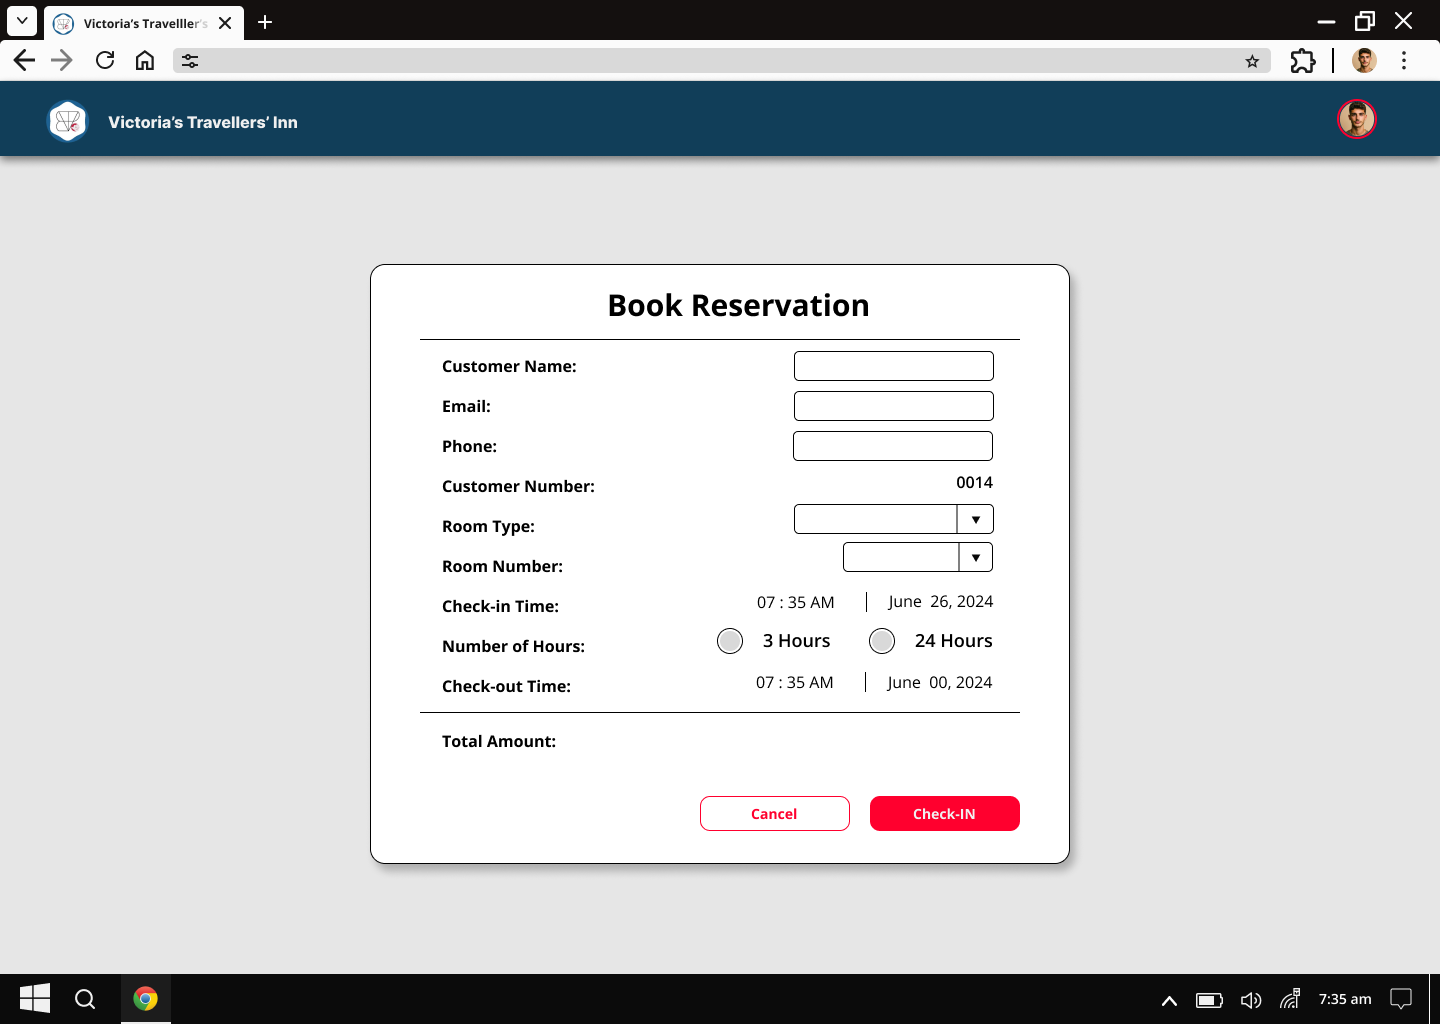 Victoria's Travelller's
Victoria's Travellers' Inn
Book Reservation
Customer Name:
Email:
Phone:
Customer Number: 0014
Room Type:
Room Number:
Check-in Time: 07 : 35 AM June 26, 2024
Number of Hours: 3 Hours 24 Hours
Check-out Time: 07 : 35 AM June 00, 2024
Total Amount:
Cancel Check-IN
7:35 am